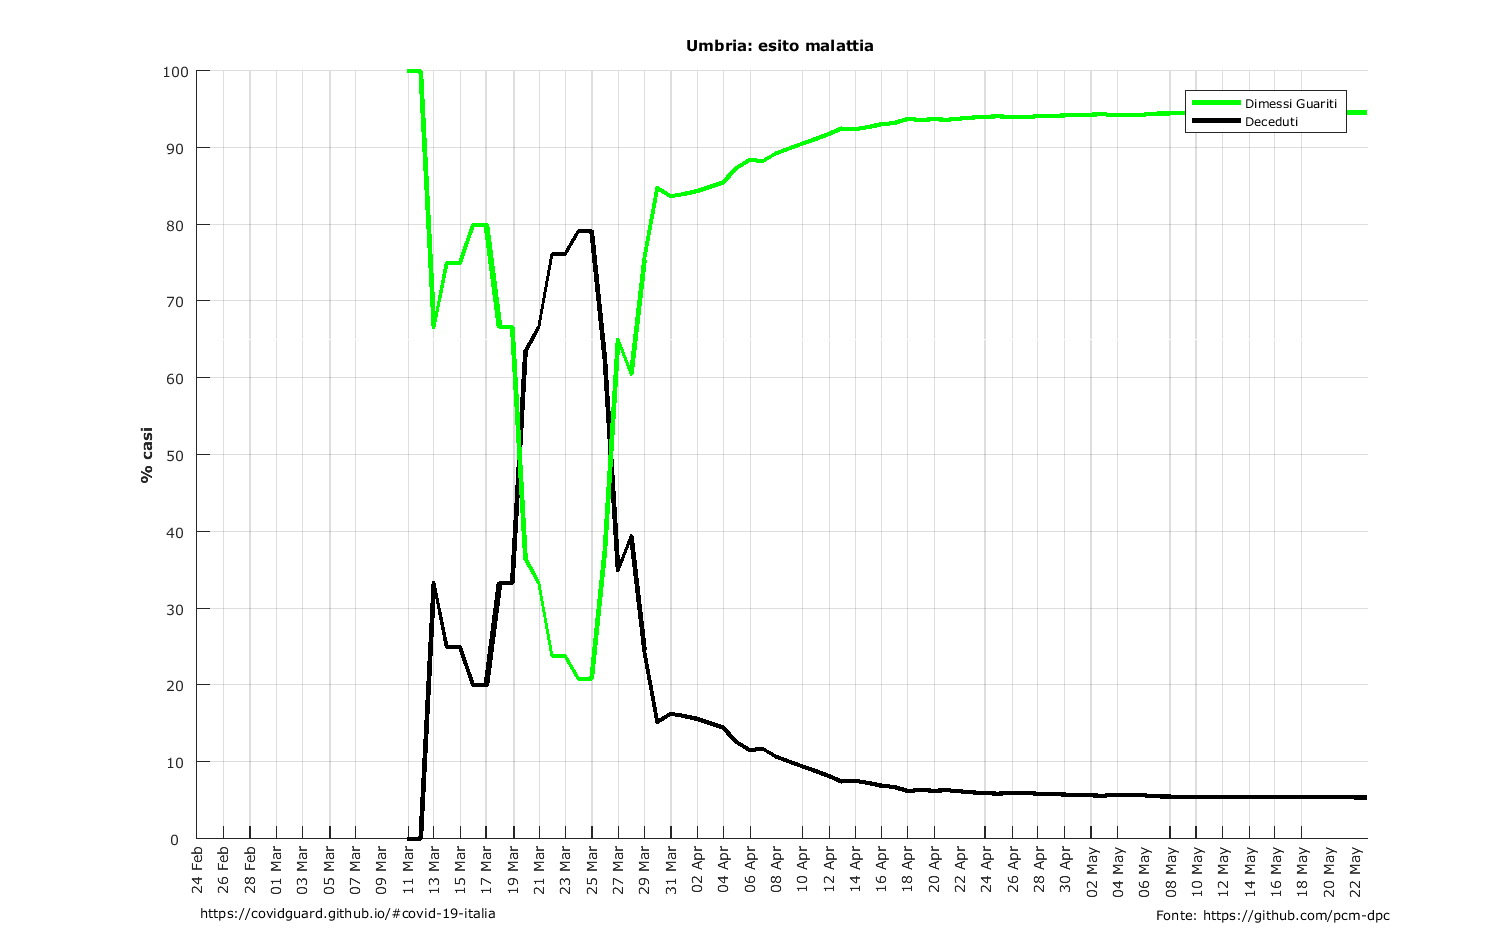 Umbria: esito malattia
100
90
80
70
60
50
40
30
20
10
0
% casi
Dimessi Guariti
Deceduti
24 Feb
26 Feb
28 Feb
01 Mar
03 Mar
05 Mar
07 Mar
09 Mar
11 Mar
13 Mar
15 Mar
17 Mar
19 Mar
21 Mar
23 Mar
25 Mar
27 Mar
29 Mar
31 Mar
02 Apr
04 Apr
06 Apr
08 Apr
10 Apr
12 Apr
14 Apr
16 Apr
18 Apr
20 Apr
22 Apr
24 Apr
26 Apr
28 Apr
30 Apr
02 May
04 May
06 May
08 May
10 May
12 May
14 May
16 May
18 May
20 May
22 May
https://covidguard.github.io/#covid-19-italia
Fonte: https://github.com/pcm-dpc